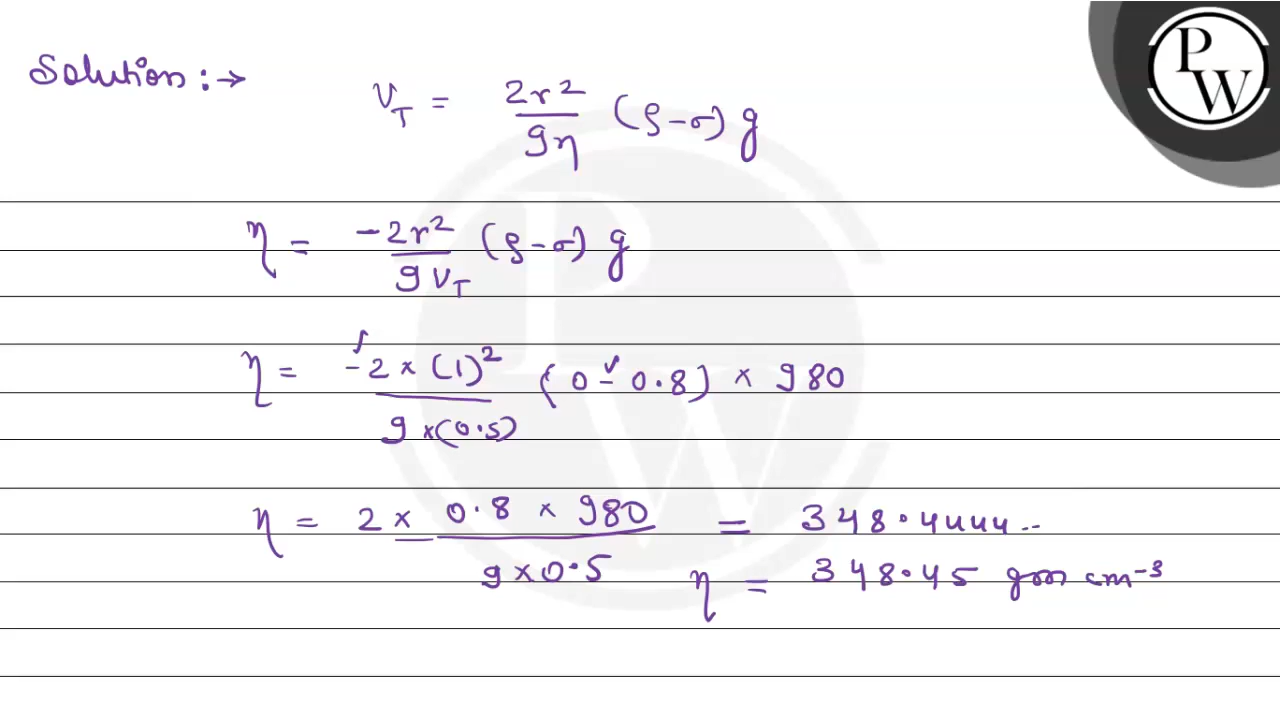 PW
Solution :→
V_T = 2r²/9η (ρ-σ) g
η = -2r²/9V_T (ρ-σ) g
η = -2 × (1)²/9×(0.5) (0 - 0.8) × 980
η = 2 × 0.8 × 980/9×0.5 = 348.4444..
η = 348.45 gm cm⁻³